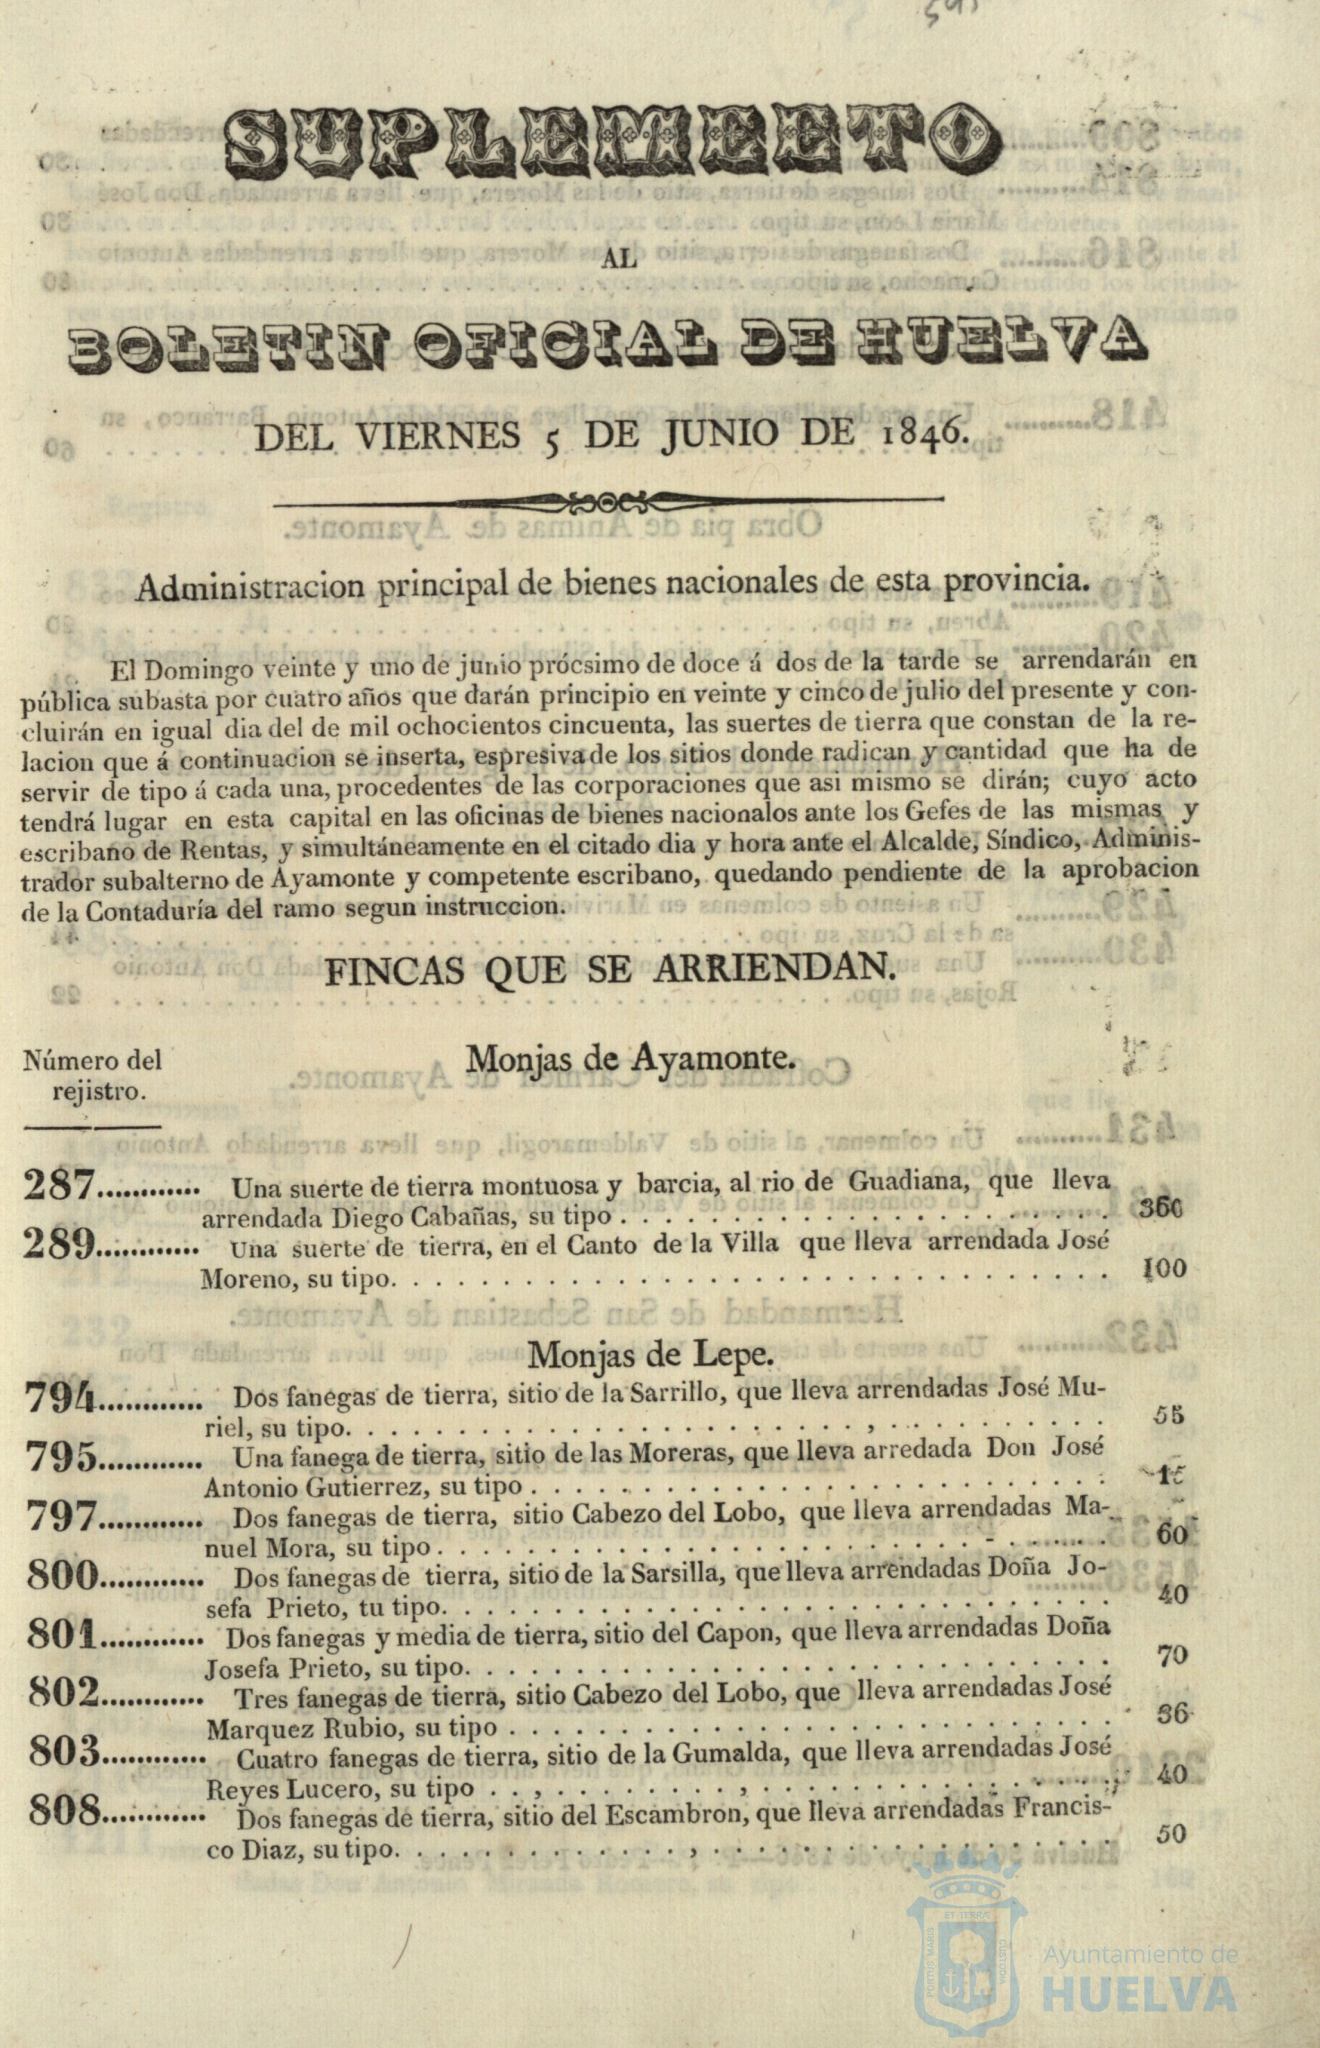 SUPLEMEETO
AL
BOLETIN OFICIAL DE HUELVA
DEL VIERNES 5 DE JUNIO DE 1846.
Administracion principal de bienes nacionales de esta provincia.
El Domingo veinte y uno de junio prócsimo de doce á dos de la tarde se arrendarán en
pública subasta por cuatro años que darán principio en veinte y cinco de julio del presente y con-
cluirán en igual dia del de mil ochocientos cincuenta, las suertes de tierra que constan de la re-
lacion que á continuacion se inserta, espresiva de los sitios donde radican y cantidad que ha de
servir de tipo á cada una, procedentes de las corporaciones que asi mismo se dirán; cuyo acto
tendrá lugar en esta capital en las oficinas de bienes nacionalos ante los Gefes de las mismas y
escribano de Rentas, y simultáneamente en el citado dia y hora ante el Alcalde, Síndico, Adminis-
trador subalterno de Ayamonte y competente escribano, quedando pendiente de la aprobacion
de la Contaduría del ramo segun instruccion.
FINCAS QUE SE ARRIENDAN.
Número del
rejistro.
Monjas de Ayamonte.
287............ Una suerte de tierra montuosa y barcia, al rio de Guadiana, que lleva
arrendada Diego Cabañas, su tipo . . . . . . . . . . . . . . . . . . 360
289............ Una suerte de tierra, en el Canto de la Villa que lleva arrendada José
Moreno, su tipo. . . . . . . . . . . . . . . . . . . . . . . . . . 100
Monjas de Lepe.
794............ Dos fanegas de tierra, sitio de la Sarrillo, que lleva arrendadas José Mu-
riel, su tipo. . . . . . . . . . . . . . . . . . . , . . . . . . . . 55
795............ Una fanega de tierra, sitio de las Moreras, que lleva arredada Don José
Antonio Gutierrez, su tipo . . . . . . . . . . . . . . . . . . . . . 15
797............ Dos fanegas de tierra, sitio Cabezo del Lobo, que lleva arrendadas Ma-
nuel Mora, su tipo . . . . . . . . . . . . . . . . . . . . . . . . 60
800............ Dos fanegas de tierra, sitio de la Sarsilla, que lleva arrendadas Doña Jo-
sefa Prieto, tu tipo. . . . . . . . . . . . . . . . . . . . . . . . 40
801............ Dos fanegas y media de tierra, sitio del Capon, que lleva arrendadas Doña
Josefa Prieto, su tipo. . . . . . . . . . . . . . . . . . . . . . . 70
802............ Tres fanegas de tierra, sitio Cabezo del Lobo, que lleva arrendadas José
Marquez Rubio, su tipo . . . . . . . . . . . . . . . . . . . . . . 36
803............ Cuatro fanegas de tierra, sitio de la Gumalda, que lleva arrendadas José
Reyes Lucero, su tipo . . , . . . . . . . . , . . . . . . . . . . . 40
808............ Dos fanegas de tierra, sitio del Escambron, que lleva arrendadas Francis-
co Diaz, su tipo. . . . . . . . . . . . , . . . . . . . . . . . . . 50
PORTUS MARIS ET TERRÆ CUSTODIA
Ayuntamiento de
HUELVA